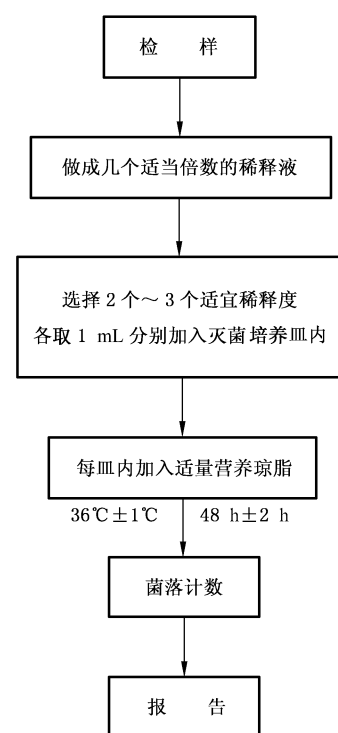 检 样
做成几个适当倍数的稀释液
选择2个～3个适宜稀释度
各取1 mL分别加入灭菌培养皿内
每皿内加入适量营养琼脂
36℃±1℃ 48 h±2 h
菌落计数
报 告